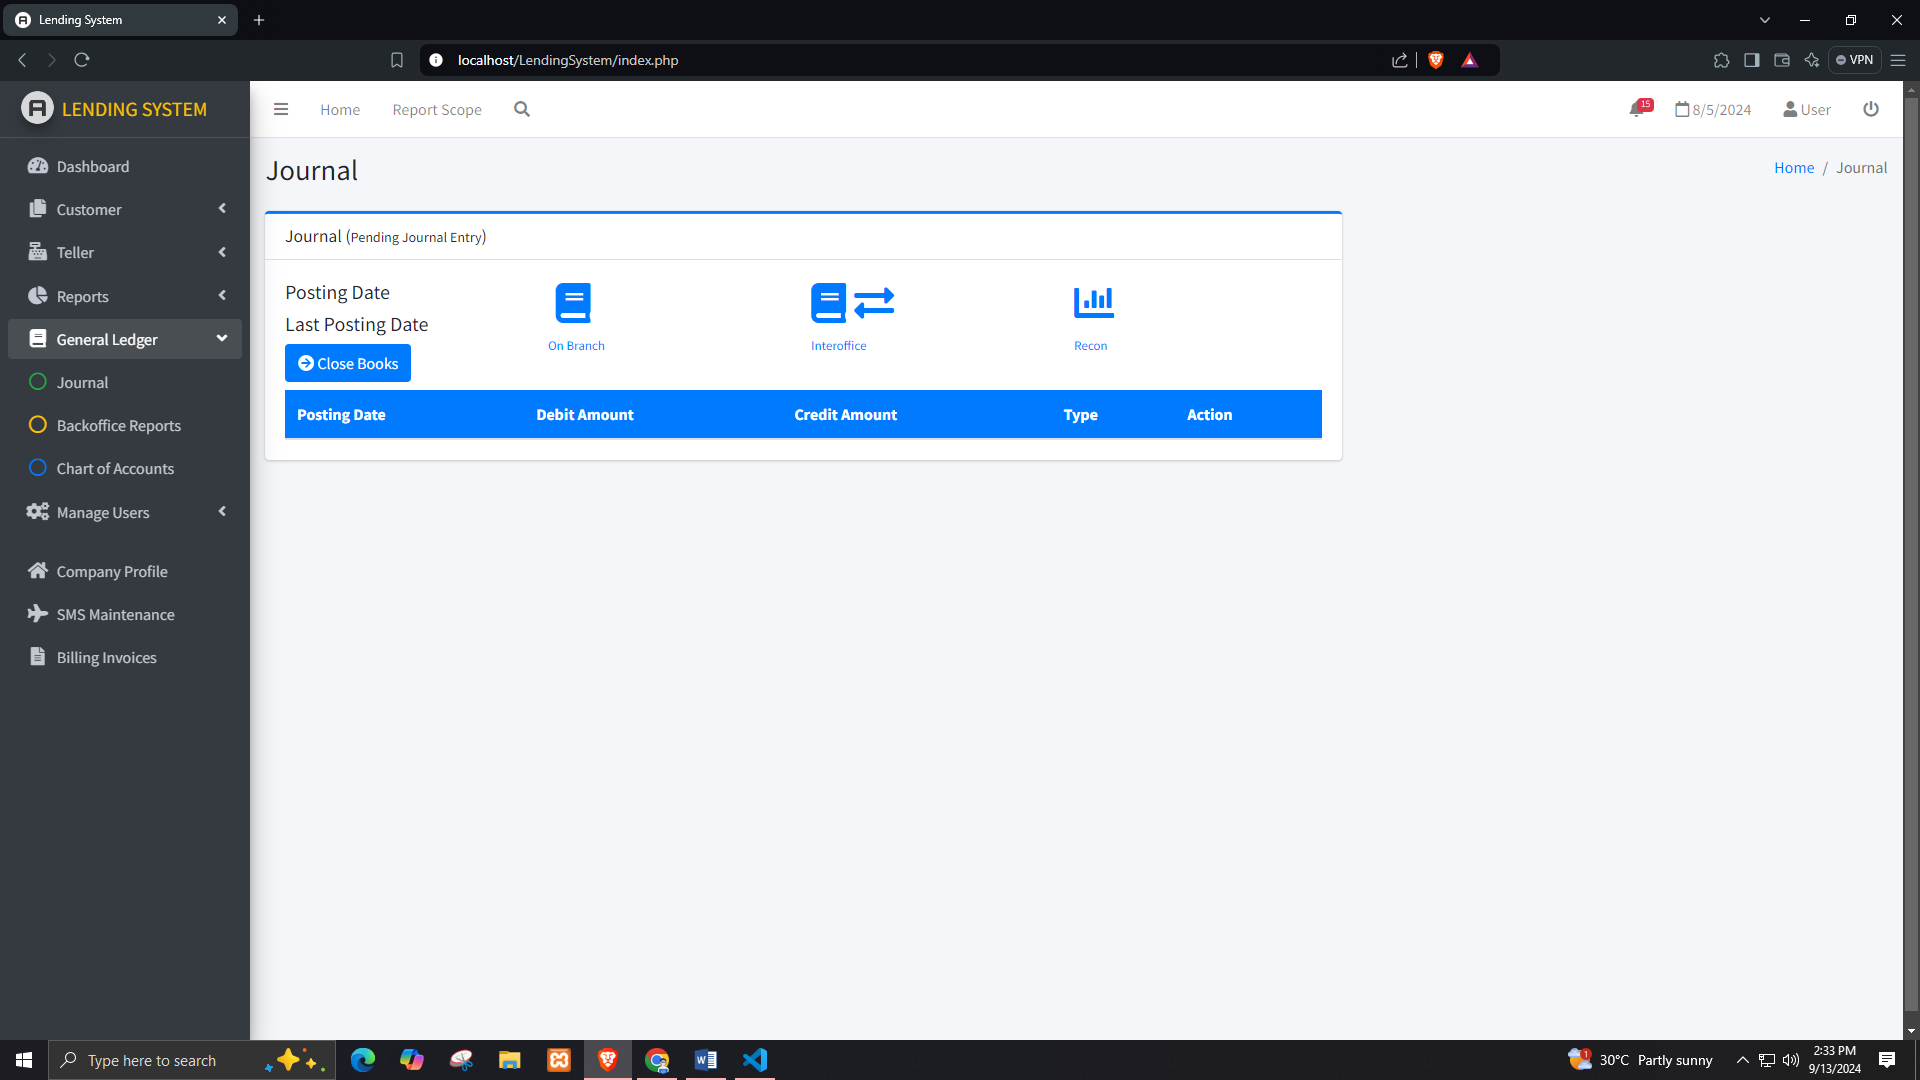 Lending System
localhost/LendingSystem/index.php
VPN
LENDING SYSTEM
Home
Report Scope
15
8/5/2024
User
Dashboard
Customer
Teller
Reports
General Ledger
Journal
Backoffice Reports
Chart of Accounts
Manage Users
Company Profile
SMS Maintenance
Billing Invoices
Journal
Home / Journal
Journal (Pending Journal Entry)
Posting Date
Last Posting Date
Close Books
On Branch
Interoffice
Recon
Posting Date Debit Amount Credit Amount Type Action
Type here to search
1
30°C Partly sunny
2:33 PM
9/13/2024